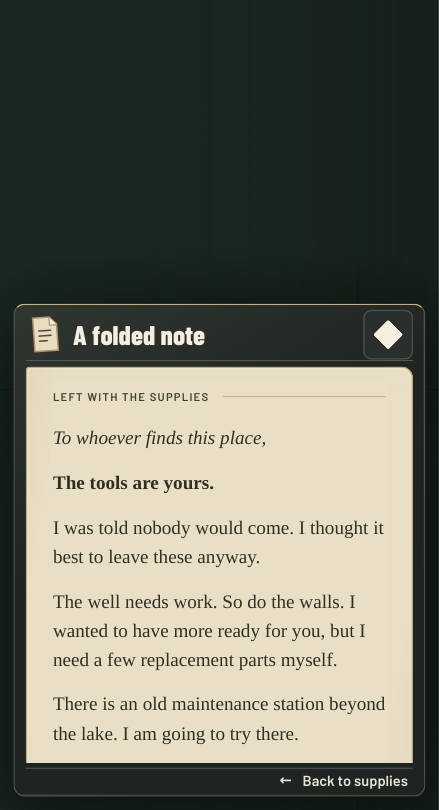 A folded note
LEFT WITH THE SUPPLIES
To whoever finds this place,
The tools are yours.
I was told nobody would come. I thought it
best to leave these anyway.
The well needs work. So do the walls. I
wanted to have more ready for you, but I
need a few replacement parts myself.
There is an old maintenance station beyond
the lake. I am going to try there.
← Back to supplies